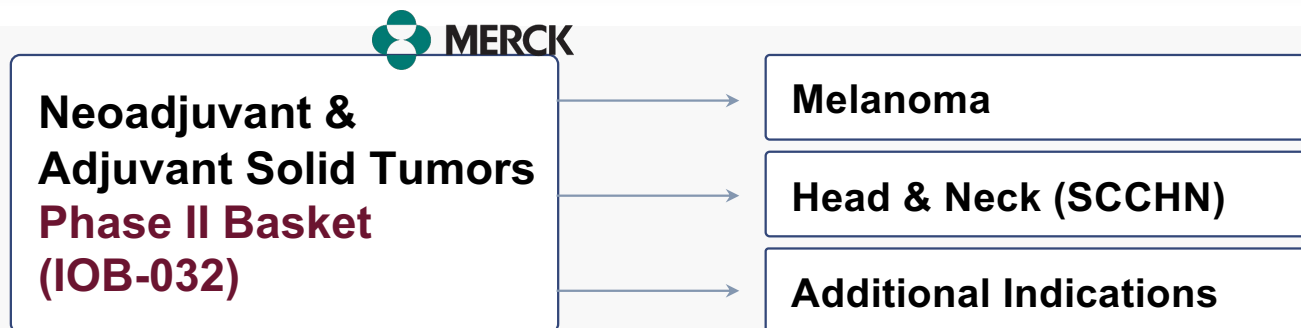 MERCK
Neoadjuvant &
Adjuvant Solid Tumors
Phase II Basket
(IOB-032)
Melanoma
Head & Neck (SCCHN)
Additional Indications